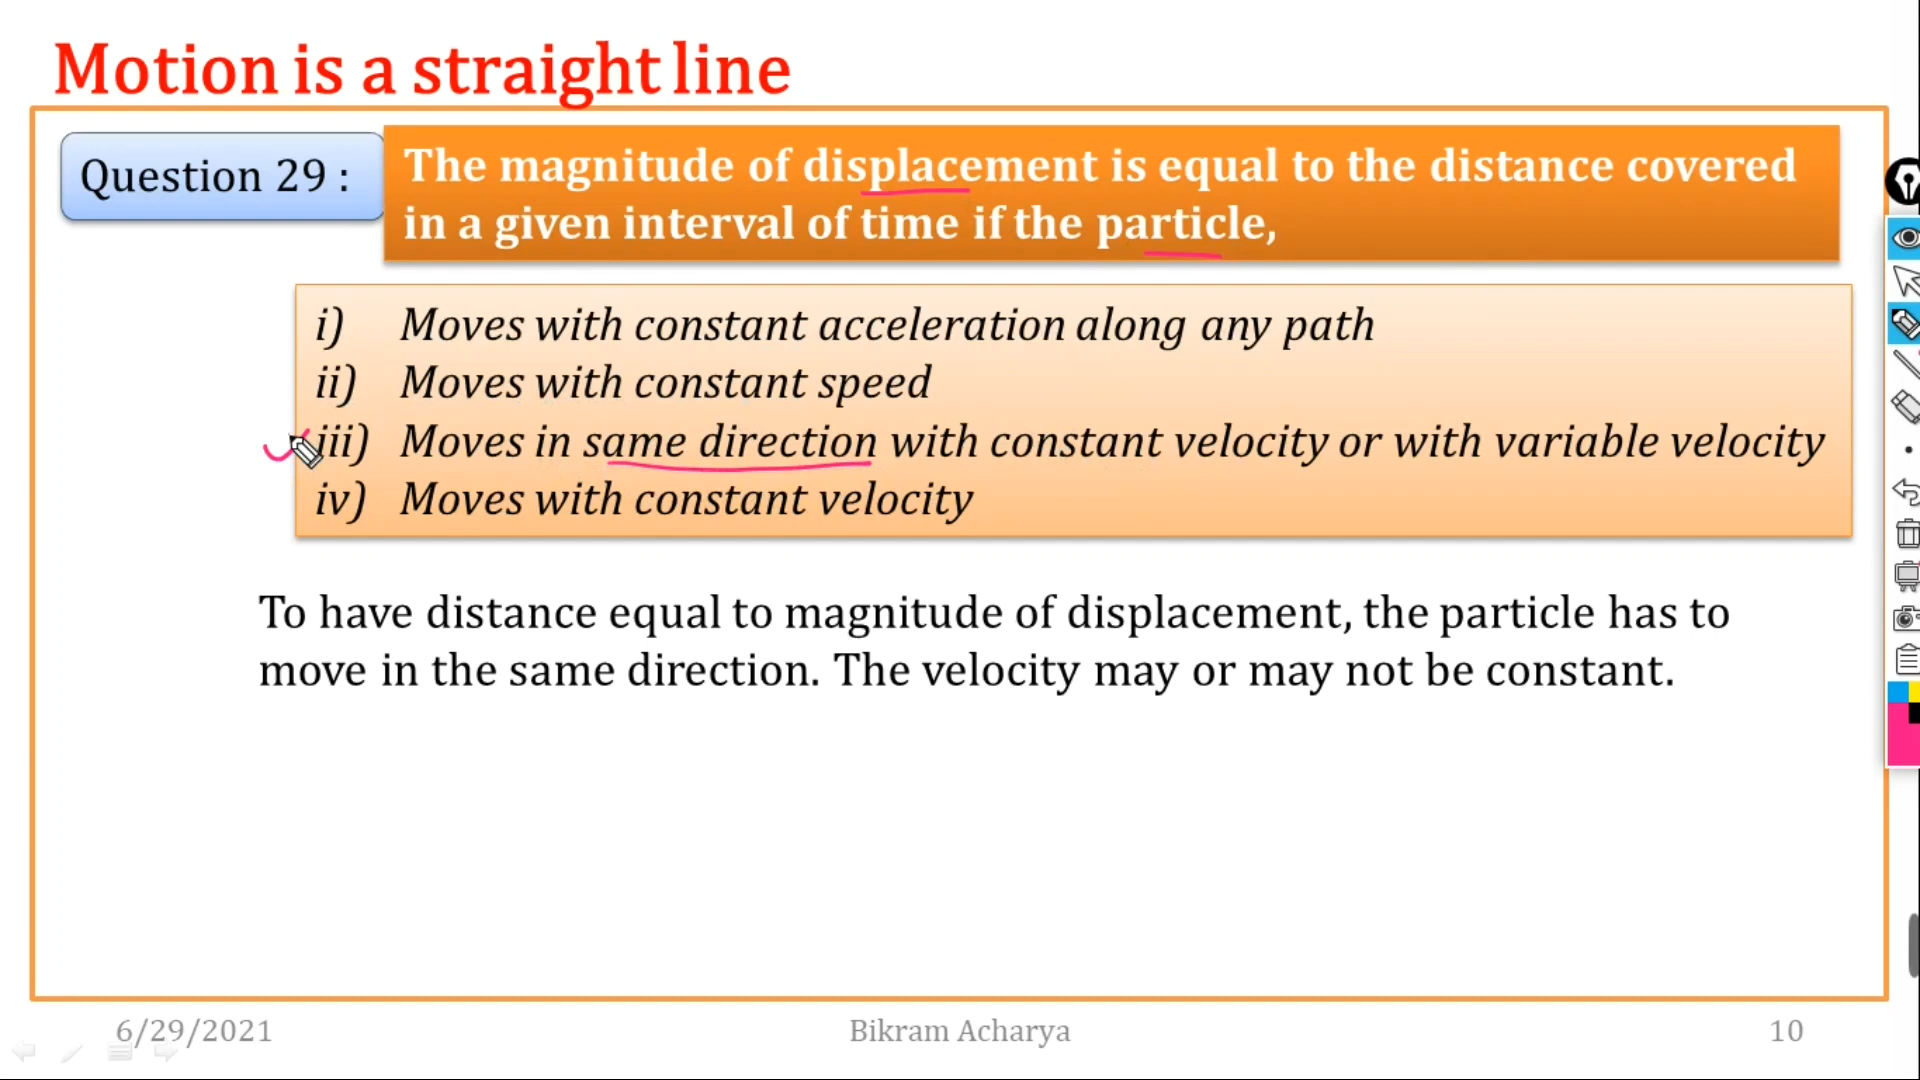 Motion is a straight line
Question 29 :
The magnitude of displacement is equal to the distance covered
in a given interval of time if the particle,
i) Moves with constant acceleration along any path
ii) Moves with constant speed
iii) Moves in same direction with constant velocity or with variable velocity
iv) Moves with constant velocity
To have distance equal to magnitude of displacement, the particle has to
move in the same direction. The velocity may or may not be constant.
6/29/2021
Bikram Acharya
10